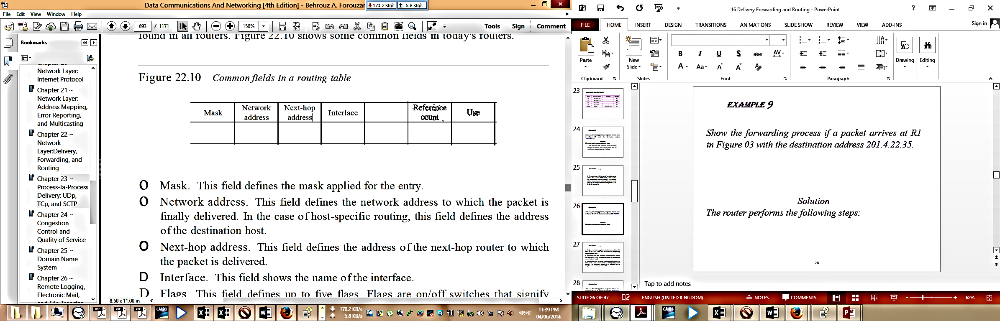 Data Communications And Networking [4th Edition] - Behrouz A. Forouzar
170.2 KB/s 5.8 KB/s
File Edit View Window Help
693 / 1171 150% Tools Sign Comment
Bookmarks
Network Layer:
Internet Protocol
Chapter 21 ~
Network Layer:
Address Mapping,
Error Reporting,
and Multicasting
Chapter 22 ~
Network
Layer:Delivery,
Forwarding, and
Routing
Chapter 23 ~
Process-la-Process
Delivery: UDp,
TCp, and SCTP
Chapter 24 ~
Congestion
Control and
Quality of Service
Chapter 25 ~
Domain Name
System
Chapter 26 ~
Remote Logging,
Electronic Mail,
and File Transfer
found in all routers. Figure 22.10 shows some common fields in today's routers.
Figure 22.10 Common fields in a routing table
Mask Network address Next-hop address Interlace Reference count Use
O Mask. This field defines the mask applied for the entry.
O Network address. This field defines the network address to which the packet is
finally delivered. In the case of host-specific routing, this field defines the address
of the destination host.
O Next-hop address. This field defines the address of the next-hop router to which
the packet is delivered.
D Interface. This field shows the name of the interface.
D Flags. This field defines up to five flags. Flags are on/off switches that signify
8.50 x 11.00 in
16 Delivery Forwarding and Routing - PowerPoint
FILE HOME INSERT DESIGN TRANSITIONS ANIMATIONS SLIDE SHOW REVIEW VIEW ADD-INS Sign in
Paste New Slide Drawing Editing
Clipboard Slides Font Paragraph
23
24
25
26
27
28
EXAMPLE 9
Show the forwarding process if a packet arrives at R1
in Figure 03 with the destination address 201.4.22.35.
Solution
The router performs the following steps:
26
Tap to add notes
SLIDE 26 OF 47 ENGLISH (UNITED KINGDOM) NOTES COMMENTS 62%
170.2 KB/s
5.8 KB/s
বাংলা
11:39 PM
04/06/2014